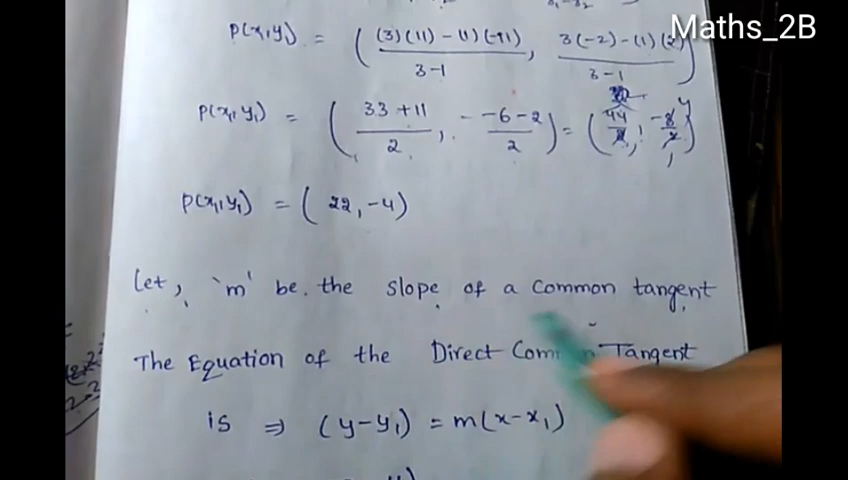 Maths_2B
P(x,y) = ( (3)(11) - (1)(-11) / 3-1 , 3(-2) - (1)(2) / 3-1 )
P(x1,y1) = ( 33+11 / 2 , -6-2 / 2 ) = ( 44 / 2 , -8 / 2 )
P(x1,y1) = ( 22, -4)
Let, 'm' be. the slope of a common tangent
The Equation of the Direct Common Tangent
is ⇒ (y-y1) = m(x-x1)